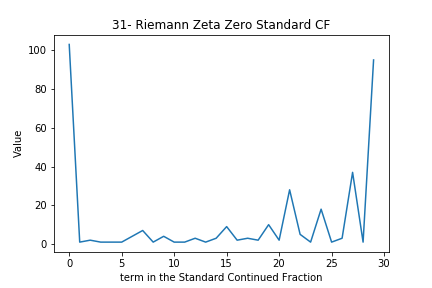 31- Riemann Zeta Zero Standard CF
100
80
60
40
20
0
Value
0 5 10 15 20 25 30
term in the Standard Continued Fraction